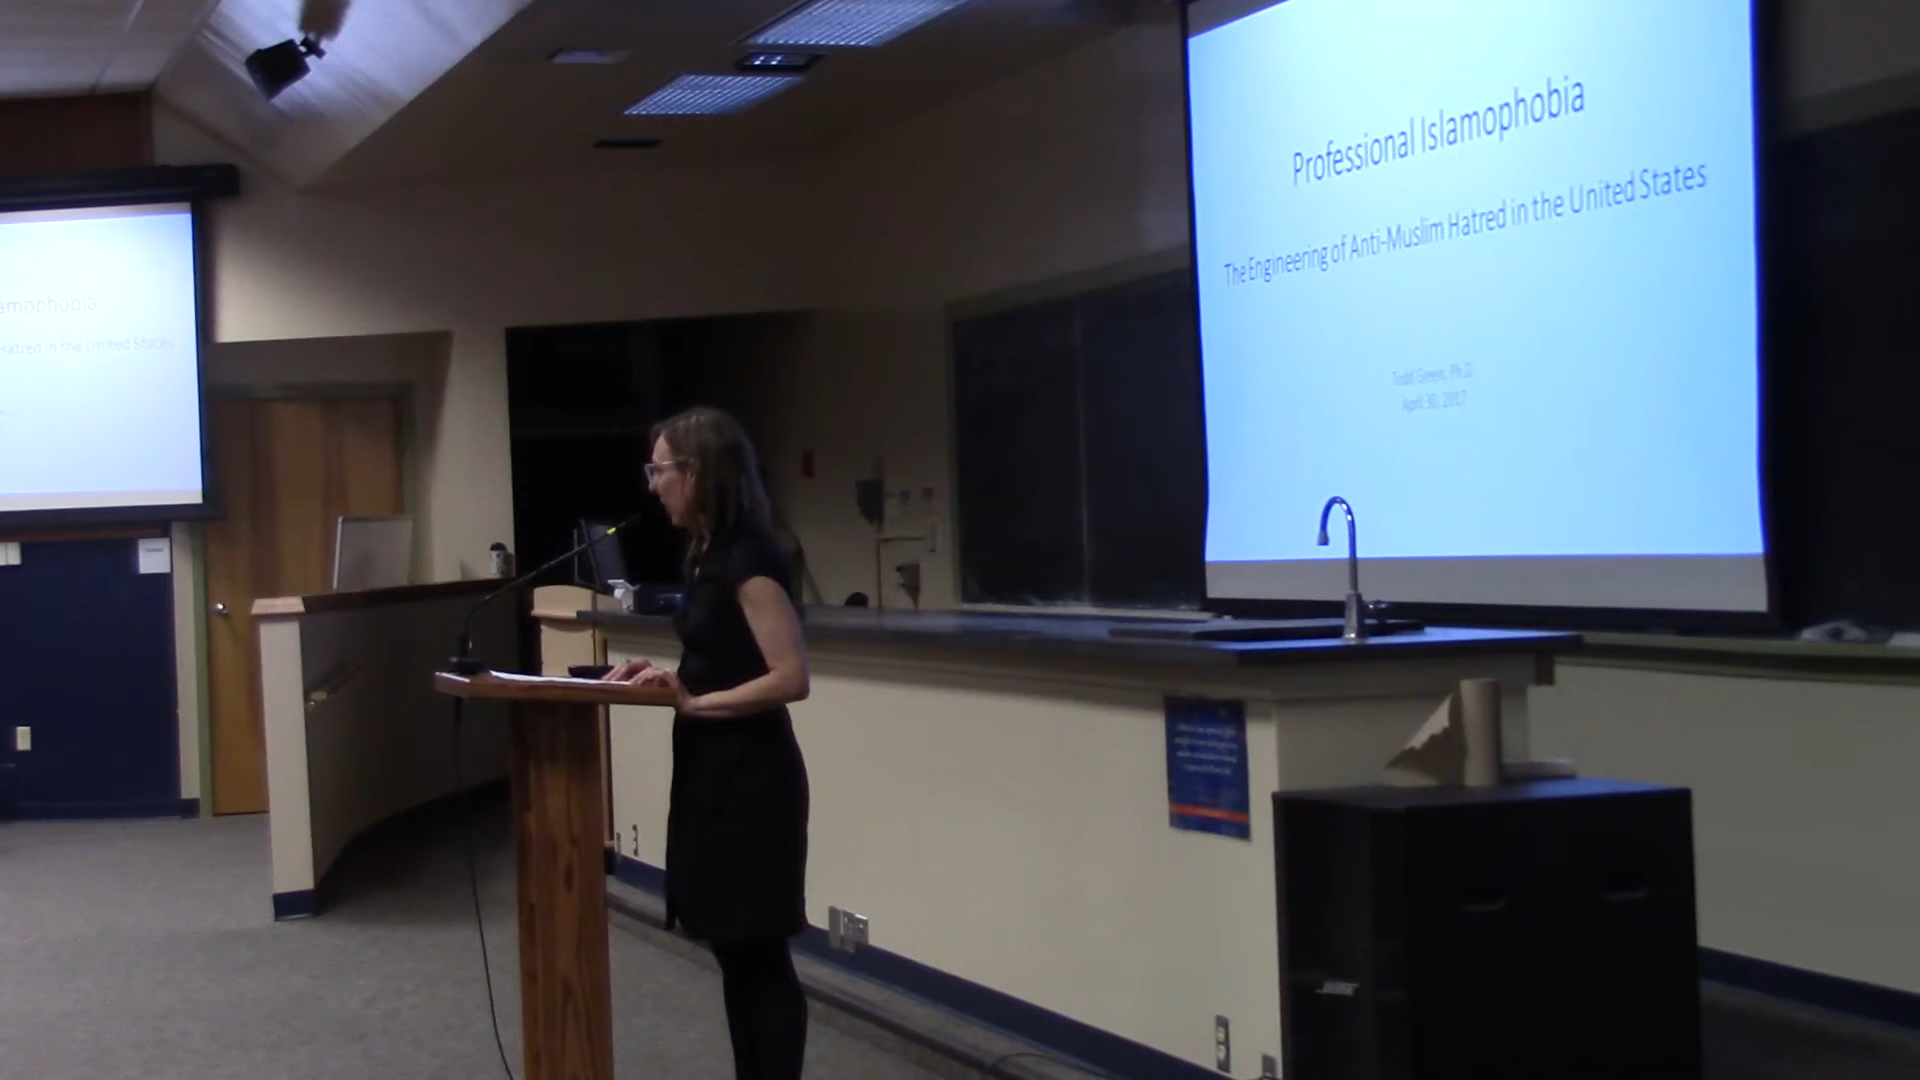 Professional Islamophobia
The Engineering of Anti-Muslim Hatred in the United States
Todd Green, Ph.D.
April 30, 2017
amophobia
Hatred in the United States